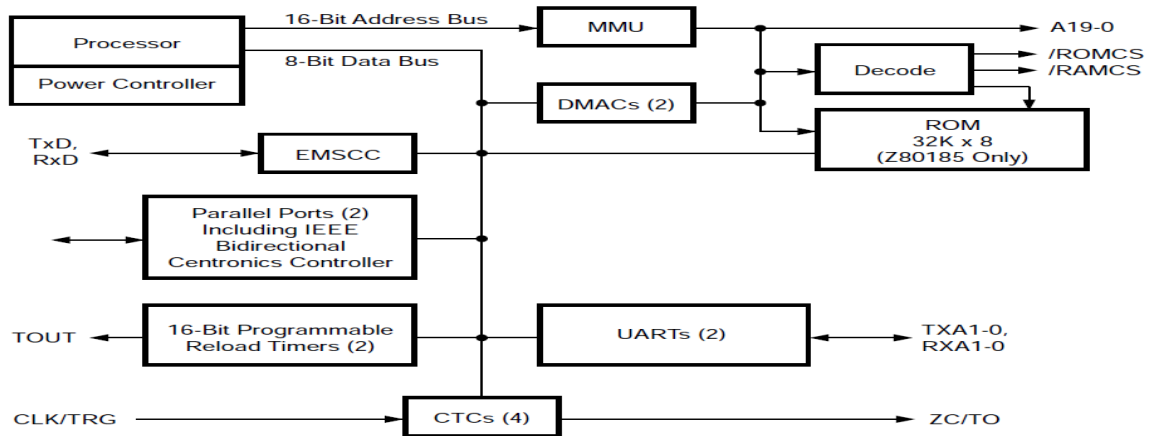 16-Bit Address Bus
Processor
MMU
A19-0
8-Bit Data Bus
Power Controller
Decode
/ROMCS
/RAMCS
DMACs (2)
ROM
32K x 8
(Z80185 Only)
TxD,
RxD
EMSCC
Parallel Ports (2)
Including IEEE
Bidirectional
Centronics Controller
TOUT
16-Bit Programmable
Reload Timers (2)
UARTs (2)
TXA1-0,
RXA1-0
CLK/TRG
CTCs (4)
ZC/TO